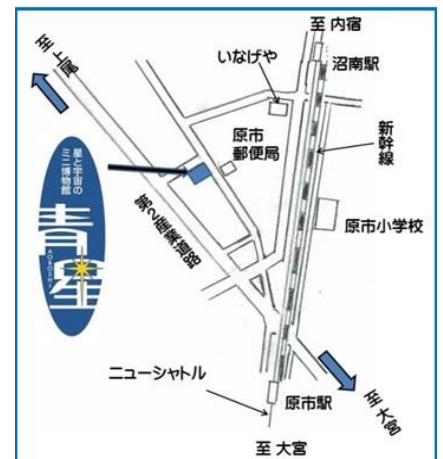 至 内宿
至 上尾
沼南駅
いなげや
新幹線
原市
郵便局
星と宇宙の
ミニ博物館
青星
AOBOSHI
第2産業道路
原市小学校
ニューシャトル
原市駅
至 大宮
至 大宮